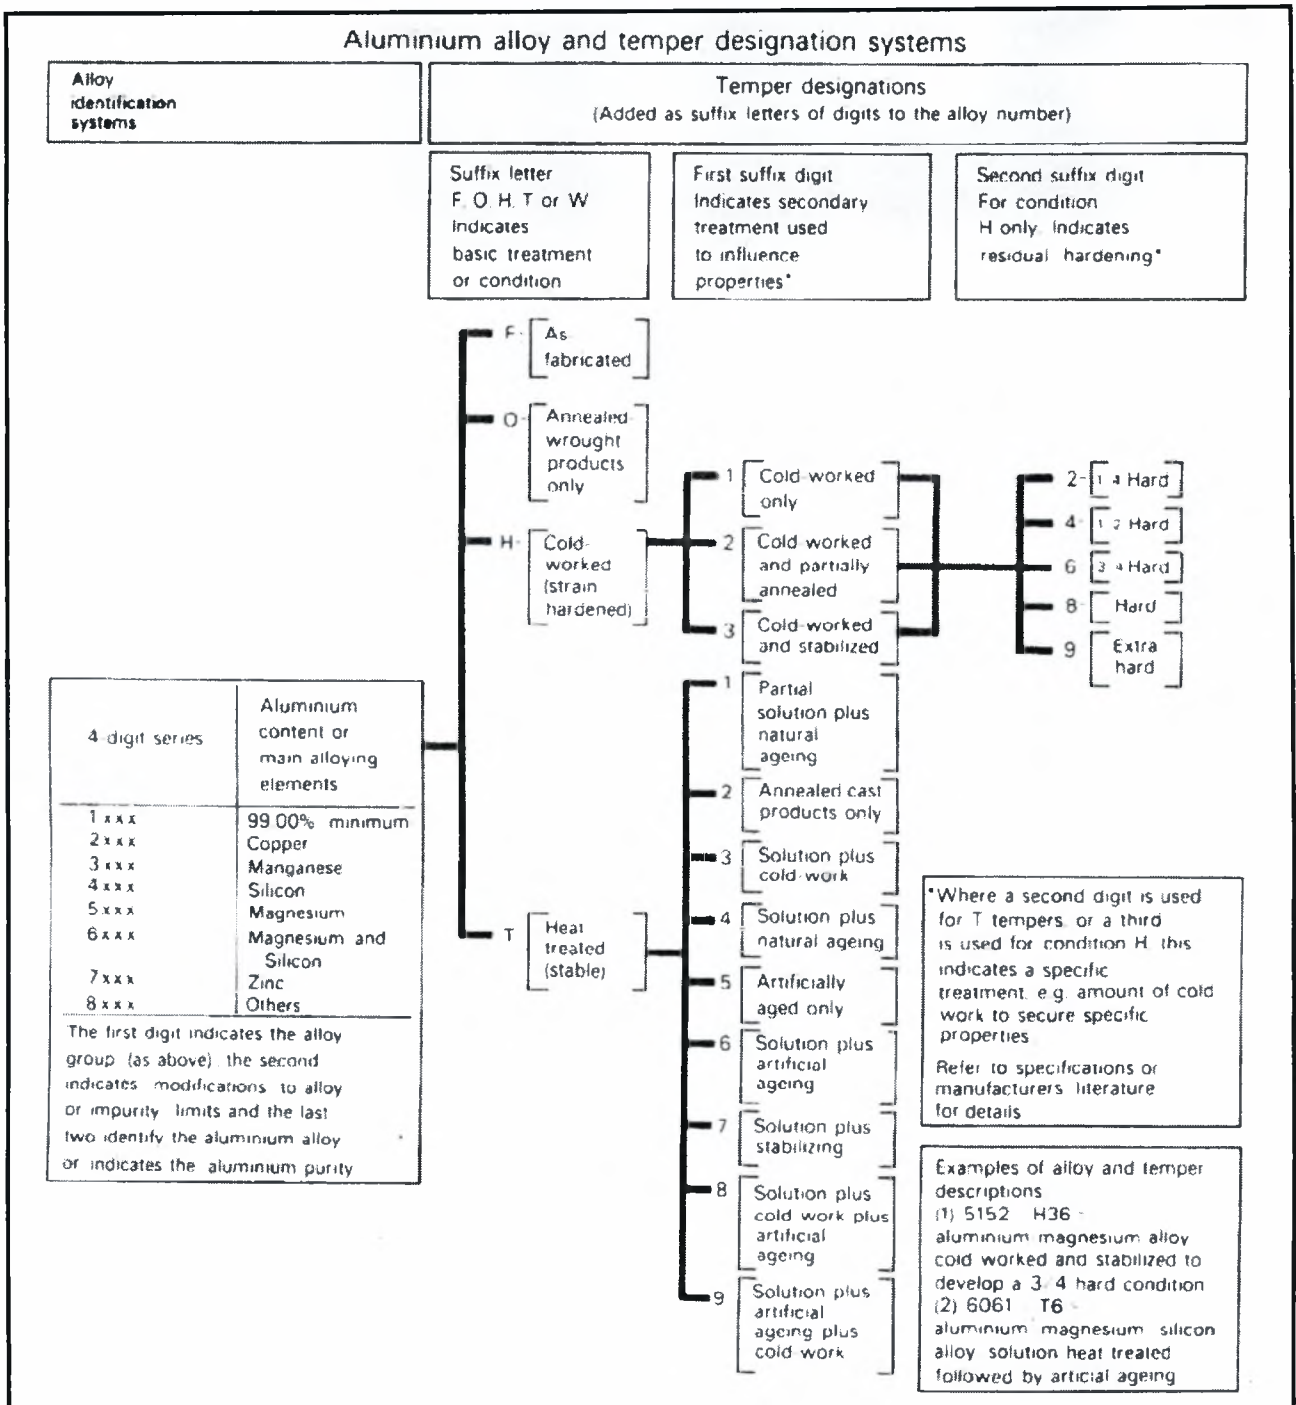 Aluminium alloy and temper designation systems
Alloy
identification
systems
Temper designations
(Added as suffix letters of digits to the alloy number)
Suffix letter
F. O. H. T or W
Indicates
basic treatment
or condition
First suffix digit
Indicates secondary
treatment used
to influence
properties*
Second suffix digit
For condition
H only. Indicates
residual hardening*
F- As
fabricated
O- Annealed-
wrought
products
only
H- Cold-
worked
(strain
hardened)
1 Cold-worked
only
2 Cold worked
and partially
annealed
3 Cold-worked
and stabilized
2- 1 4 Hard
4- 1 2 Hard
6 3 4 Hard
8- Hard
9 Extra
hard
4-digit series
Aluminium
content or
main alloying
elements
1xxx 99.00% minimum
2xxx Copper
3xxx Manganese
4xxx Silicon
5xxx Magnesium
6xxx Magnesium and
Silicon
7xxx Zinc
8xxx Others
The first digit indicates the alloy
group (as above) the second
indicates modifications to alloy
or impurity limits and the last
two identify the aluminium alloy
or indicates the aluminium purity
T Heat
treated
(stable)
1 Partial
solution plus
natural
ageing
2 Annealed cast
products only
3 Solution plus
cold work
4 Solution plus
natural ageing
5 Artificially
aged only
6 Solution plus
artificial
ageing
7 Solution plus
stabilizing
8 Solution plus
cold work plus
artificial
ageing
9 Solution plus
artificial
ageing plus
cold work
*Where a second digit is used
for T tempers, or a third
is used for condition H, this
indicates a specific
treatment, e.g. amount of cold
work to secure specific
properties
Refer to specifications or
manufacturers literature
for details
Examples of alloy and temper
descriptions
(1) 5152 H36 -
aluminium magnesium alloy
cold worked and stabilized to
develop a 3/4 hard condition
(2) 6061 T6 -
aluminium magnesium silicon
alloy solution heat treated
followed by articial ageing